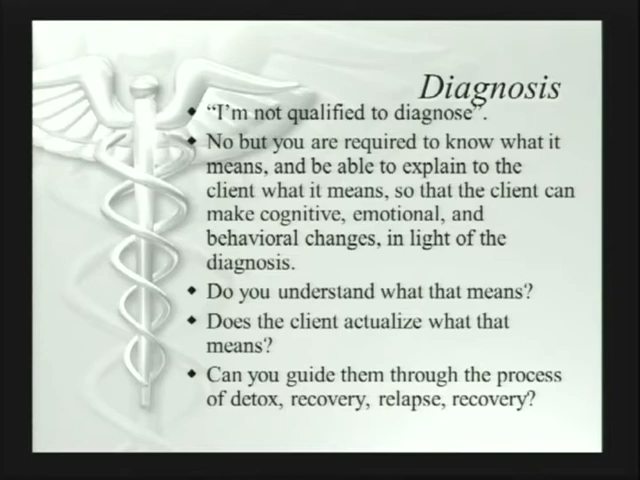 Diagnosis
“I’m not qualified to diagnose”.
No but you are required to know what it
means, and be able to explain to the
client what it means, so that the client can
make cognitive, emotional, and
behavioral changes, in light of the
diagnosis.
Do you understand what that means?
Does the client actualize what that
means?
Can you guide them through the process
of detox, recovery, relapse, recovery?